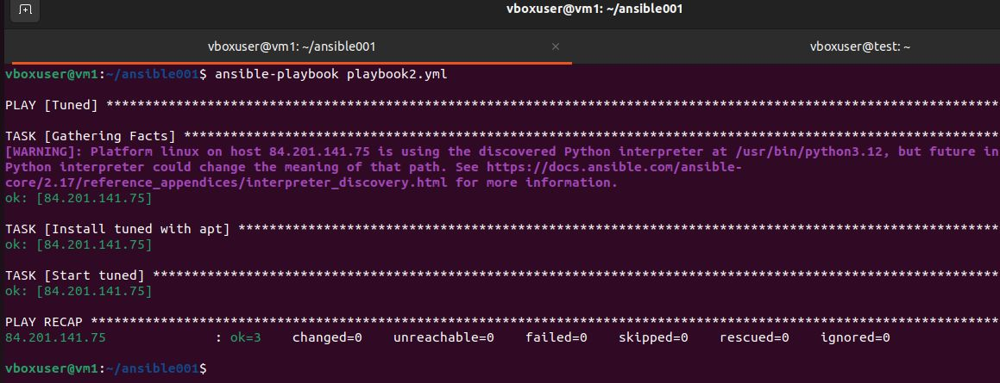 vboxuser@vm1: ~/ansible001
vboxuser@vm1: ~/ansible001 × vboxuser@test: ~
vboxuser@vm1:~/ansible001$ ansible-playbook playbook2.yml
PLAY [Tuned] ****************************************************************************************************************
TASK [Gathering Facts] ******************************************************************************************************
[WARNING]: Platform linux on host 84.201.141.75 is using the discovered Python interpreter at /usr/bin/python3.12, but future in
Python interpreter could change the meaning of that path. See https://docs.ansible.com/ansible-
core/2.17/reference_appendices/interpreter_discovery.html for more information.
ok: [84.201.141.75]
TASK [Install tuned with apt] ***********************************************************************************************
ok: [84.201.141.75]
TASK [Start tuned] **********************************************************************************************************
ok: [84.201.141.75]
PLAY RECAP ******************************************************************************************************************
84.201.141.75 : ok=3 changed=0 unreachable=0 failed=0 skipped=0 rescued=0 ignored=0
vboxuser@vm1:~/ansible001$